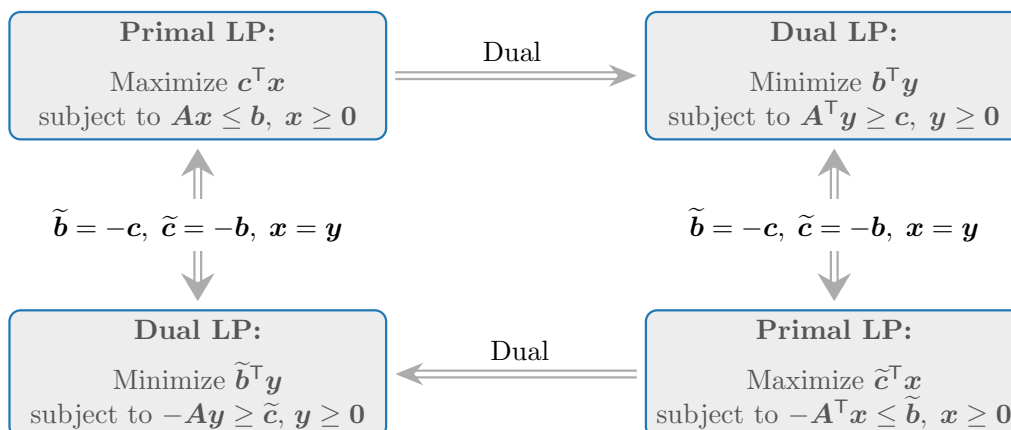 Primal LP:
Maximize c^⊤ x
subject to Ax ≤ b, x ≥ 0
Dual
Dual LP:
Minimize b^⊤ y
subject to A^⊤ y ≥ c, y ≥ 0
b̃ = −c, c̃ = −b, x = y
b̃ = −c, c̃ = −b, x = y
Dual LP:
Minimize b̃^⊤ y
subject to −Ay ≥ c̃, y ≥ 0
Dual
Primal LP:
Maximize c̃^⊤ x
subject to −A^⊤ x ≤ b̃, x ≥ 0